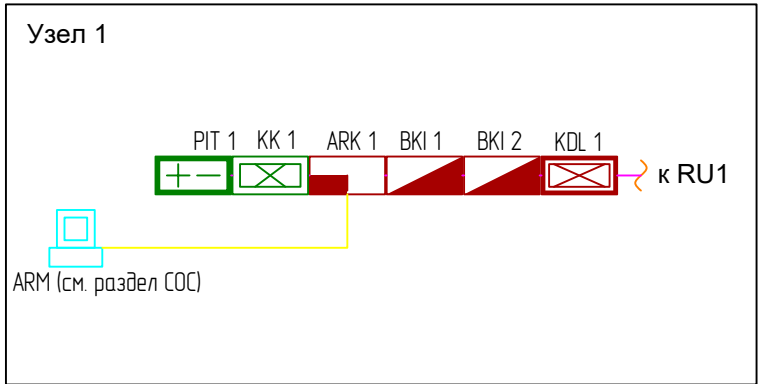 Узел 1
PIT 1 KK 1 ARK 1 BKI 1 BKI 2 KDL 1
к RU1
ARM (см. раздел СОС)